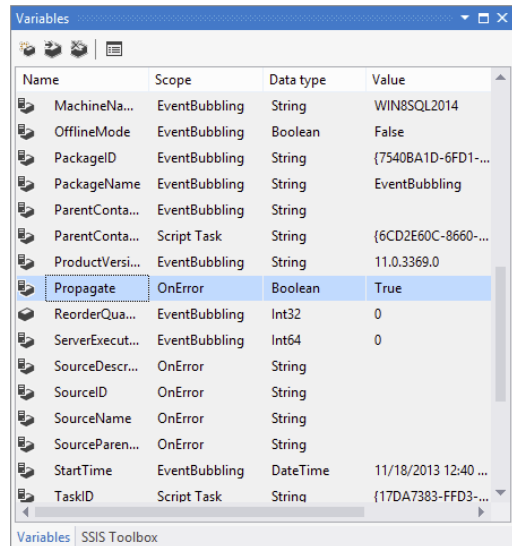 Variables
Name Scope Data type Value
MachineNa... EventBubbling String WIN8SQL2014
OfflineMode EventBubbling Boolean False
PackageID EventBubbling String {7540BA1D-6FD1-...
PackageName EventBubbling String EventBubbling
ParentConta... EventBubbling String
ParentConta... Script Task String {6CD2E60C-8660-...
ProductVersi... EventBubbling String 11.0.3369.0
Propagate OnError Boolean True
ReorderQua... EventBubbling Int32 0
ServerExecut... EventBubbling Int64 0
SourceDescr... OnError String
SourceID OnError String
SourceName OnError String
SourceParen... OnError String
StartTime EventBubbling DateTime 11/18/2013 12:40 ...
TaskID Script Task String {17DA7383-FFD3-...
Variables SSIS Toolbox